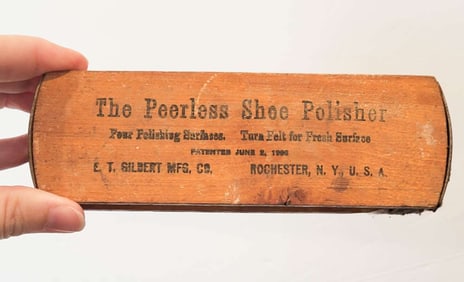 The Peerless Shoe Polisher
Four Polishing Surfaces. Turn Felt for Fresh Surface
PATENTED JUNE 2, 1908
E. T. GILBERT MFG. CO. ROCHESTER, N. Y., U. S. A.